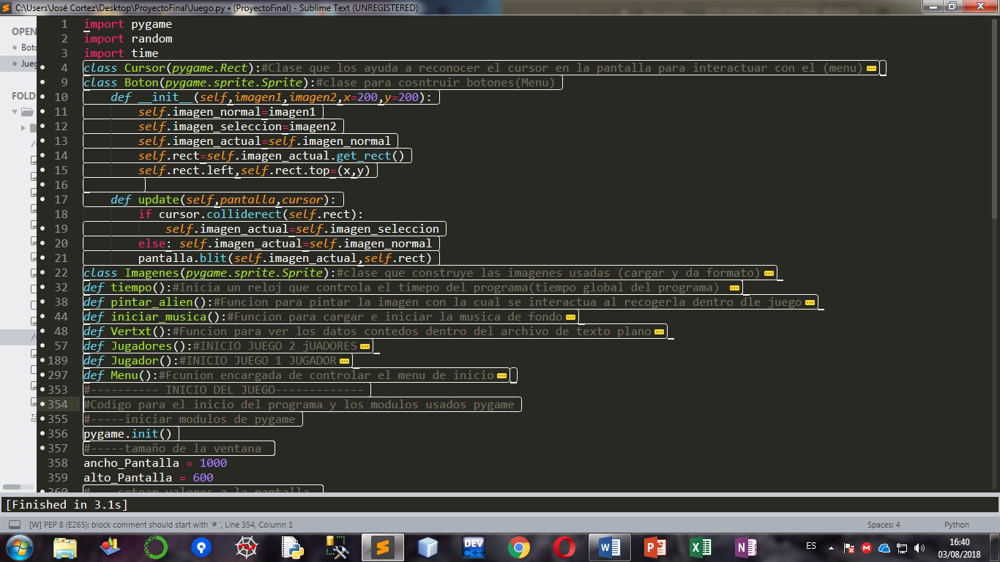 C:\Users\José Cortez\Desktop\ProyectoFinal\Juego.py • (ProyectoFinal) - Sublime Text (UNREGISTERED)
OPEN
Boto
Jueg
FOLD
1 import pygame
2 import random
3 import time
4 class Cursor(pygame.Rect):#Clase que los ayuda a reconocer el cursor en la pantalla para interactuar con el (menu)
9 class Boton(pygame.sprite.Sprite):#clase para cosntruir botones(Menu)
10 def __init__(self,imagen1,imagen2,x=200,y=200):
11 self.imagen_normal=imagen1
12 self.imagen_seleccion=imagen2
13 self.imagen_actual=self.imagen_normal
14 self.rect=self.imagen_actual.get_rect()
15 self.rect.left,self.rect.top=(x,y)
16
17 def update(self,pantalla,cursor):
18 if cursor.colliderect(self.rect):
19 self.imagen_actual=self.imagen_seleccion
20 else: self.imagen_actual=self.imagen_normal
21 pantalla.blit(self.imagen_actual,self.rect)
22 class Imagenes(pygame.sprite.Sprite):#clase que construye las imagenes usadas (cargar y da formato)
32 def tiempo():#Inicia un reloj que controla el timepo del programa(tiempo global del programa)
38 def pintar_alien():#Funcion para pintar la imagen con la cual se interactua al recogerla dentro dle juego
44 def iniciar_musica():#Funcion para cargar e iniciar la musica de fondo
48 def Vertxt():#Funcion para ver los datos contedos dentro del archivo de texto plano
57 def Jugadores():#INICIO JUEGO 2 jUADORES
189 def Jugador():#INICIO JUEGO 1 JUGADOR
297 def Menu():#Fcunion encargada de controlar el menu de inicio
353 #---------- INICIO DEL JUEGO-------------
354 #Codigo para el inicio del programa y los modulos usados pygame
355 #-----iniciar modulos de pygame
356 pygame.init()
357 #-----tamaño de la ventana
358 ancho_Pantalla = 1000
359 alto_Pantalla = 600
[Finished in 3.1s]
[W] PEP 8 (E265): block comment should start with '# ', Line 354, Column 1
Spaces: 4
Python
DEV
C++
ES
16:40
03/08/2018